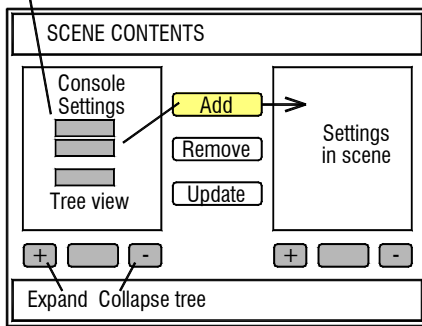 SCENE CONTENTS
Console
Settings
Tree view
Add
Remove
Update
Settings
in scene
+ -
+ -
Expand Collapse tree